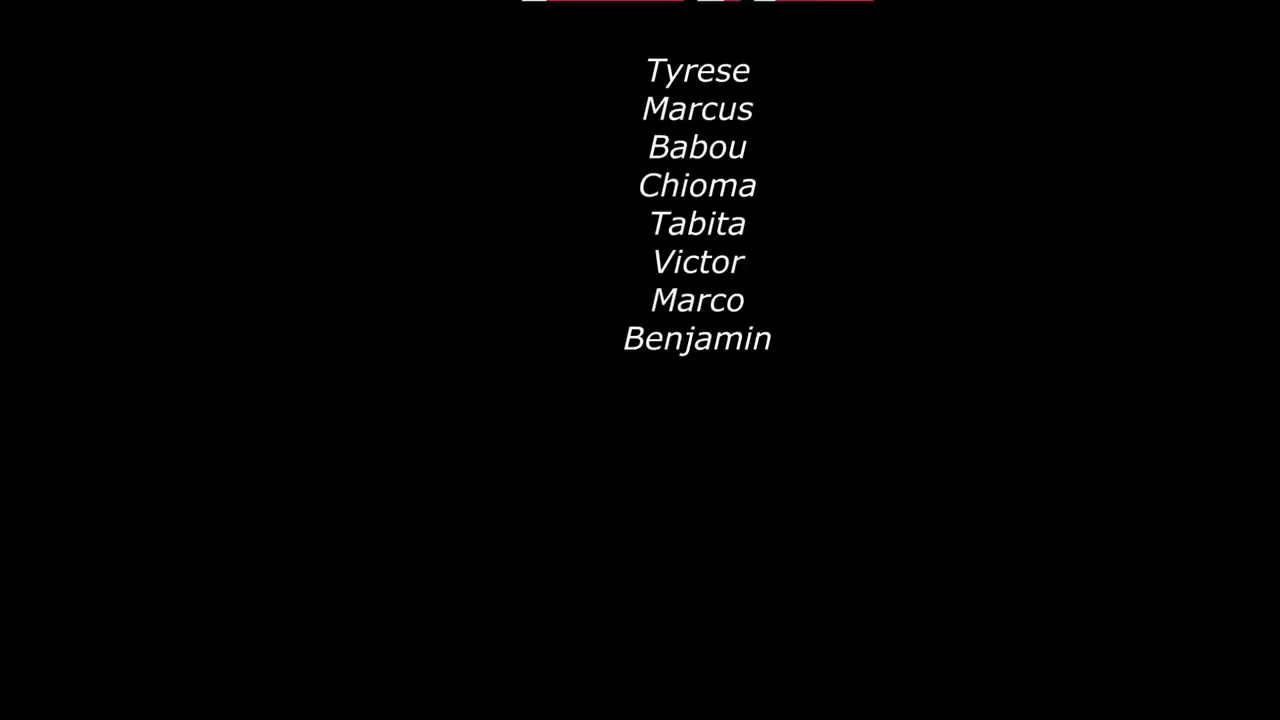 Tyrese
Marcus
Babou
Chioma
Tabita
Victor
Marco
Benjamin